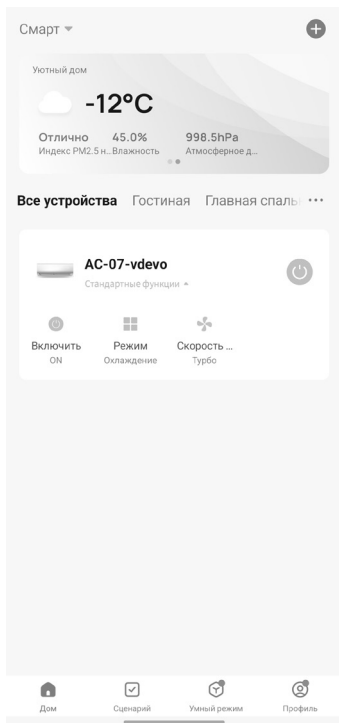 Смарт
Уютный дом
-12°C
Отлично 45.0% 998.5hPa
Индекс PM2.5 н... Влажность Атмосферное д...
Все устройства Гостиная Главная спаль ...
AC-07-vdevo
Стандартные функции
Включить Режим Скорость ...
ON Охлаждение Турбо
Дом Сценарий Умный режим Профиль